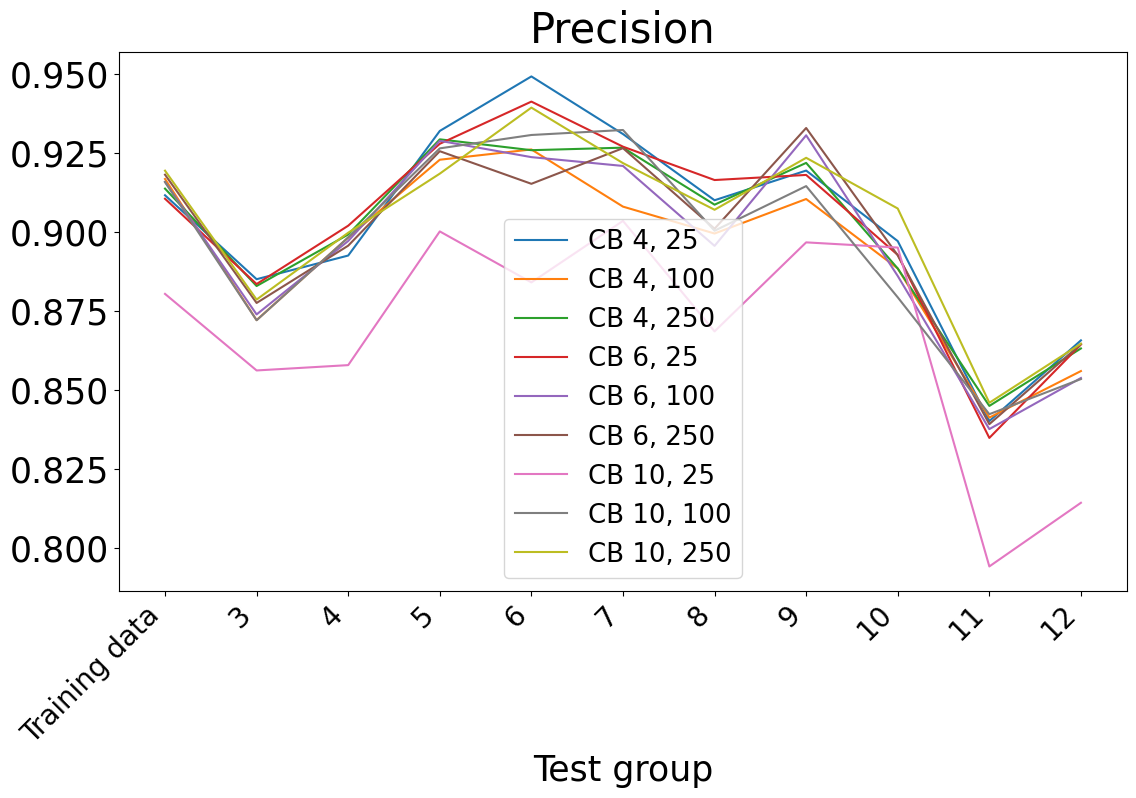 Precision
0.950
0.925
0.900
0.875
0.850
0.825
0.800
CB 4, 25
CB 4, 100
CB 4, 250
CB 6, 25
CB 6, 100
CB 6, 250
CB 10, 25
CB 10, 100
CB 10, 250
Training data
3
4
5
6
7
8
9
10
11
12
Test group